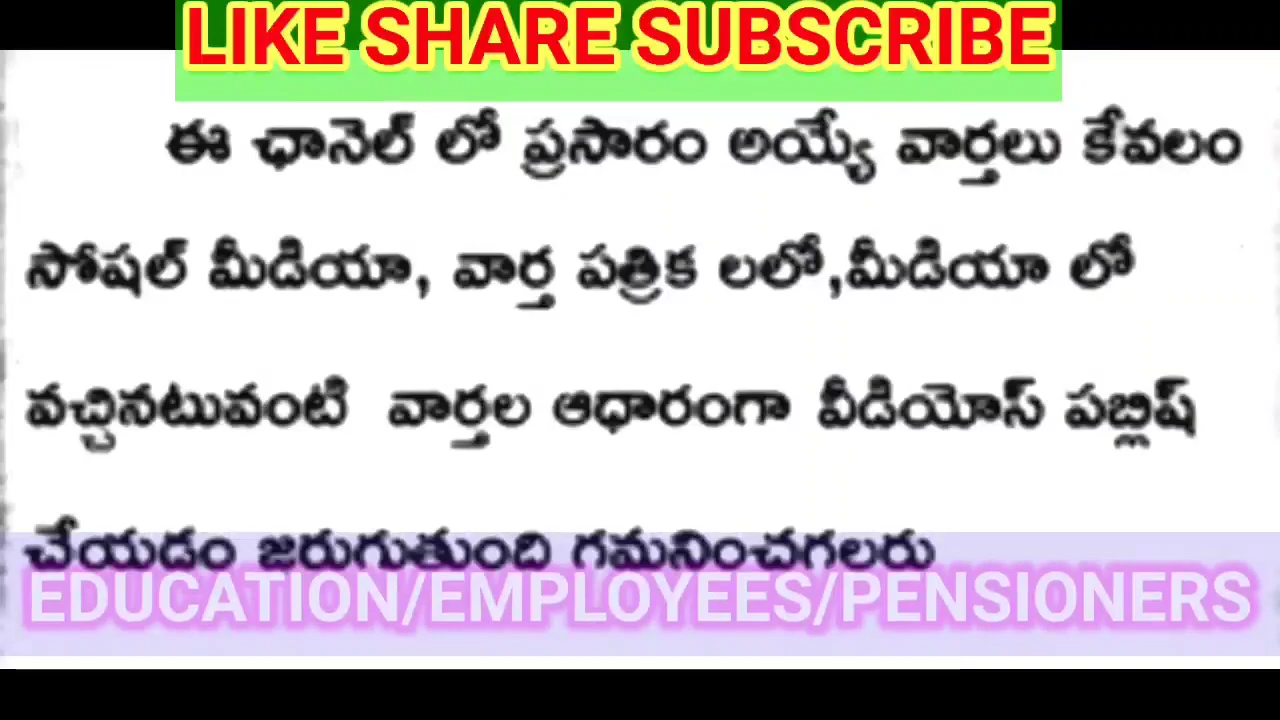 LIKE SHARE SUBSCRIBE
ఈ ఛానెల్ లో ప్రసారం అయ్యే వార్తలు కేవలం
సోషల్ మీడియా, వార్త పత్రిక లలో,మీడియా లో
వచ్చినటువంటి వార్తల ఆధారంగా వీడియోస్ పబ్లిష్
చేయడం జరుగుతుంది గమనించగలరు
EDUCATION/EMPLOYEES/PENSIONERS